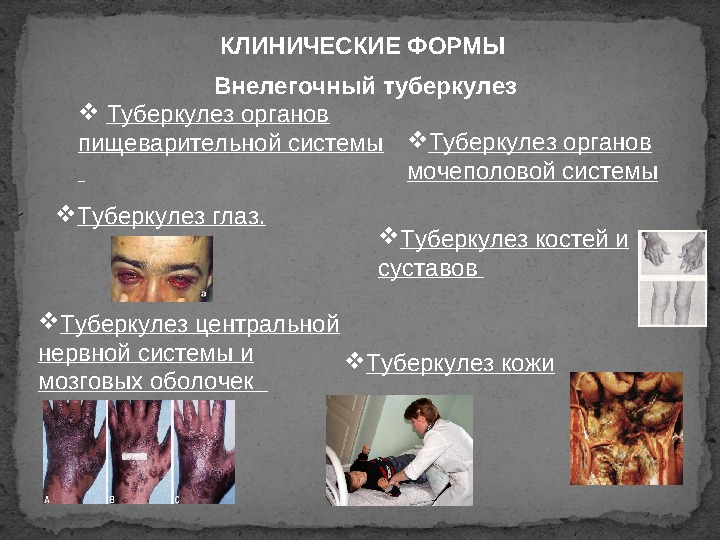 КЛИНИЧЕСКИЕ ФОРМЫ
Внелегочный туберкулез
❖ Туберкулез органов
пищеварительной системы
❖Туберкулез органов
мочеполовой системы
❖Туберкулез глаз.
a
❖Туберкулез костей и
суставов
❖Туберкулез центральной
нервной системы и
мозговых оболочек
❖Туберкулез кожи
A B C